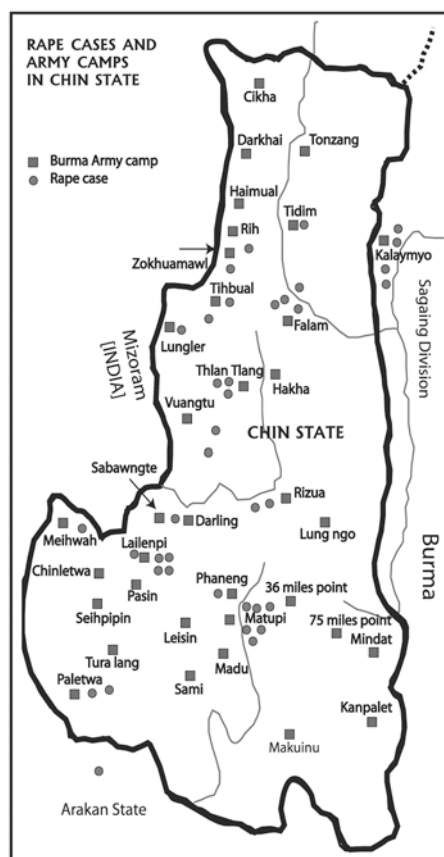 RAPE CASES AND
ARMY CAMPS
IN CHIN STATE
Burma Army camp
Rape case
Cikha
Darkhai
Tonzang
Haimual
Tidim
Rih
Kalaymyo
Zokhuamawl
Tihbual
Sagaing Division
Falam
Lungler
Mizoram
[INDIA]
Thlan Tlang
Hakha
Vuangtu
CHIN STATE
Sabawngte
Rizua
Darling
Lung ngo
Meihwah
Lailenpi
Chinletwa
Phaneng
36 miles point
Pasin
Seihpipin
Matupi
75 miles point
Leisin
Mindat
Burma
Tura lang
Madu
Paletwa
Sami
Kanpalet
Makuinu
Arakan State